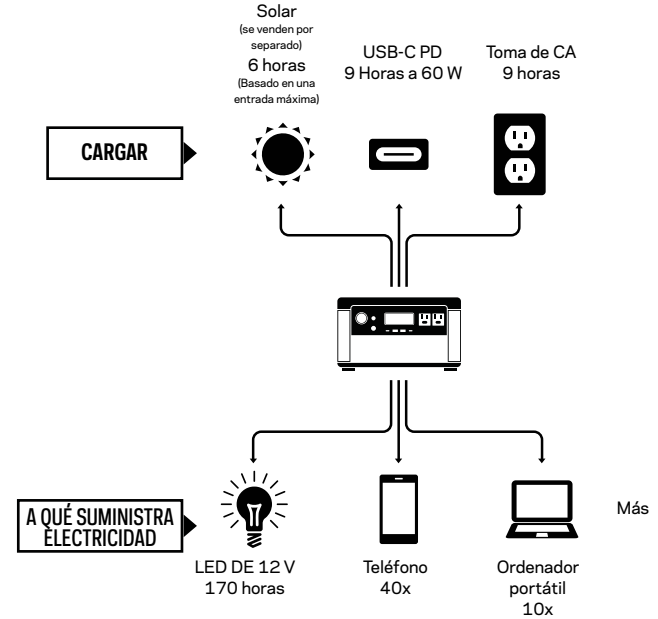 Solar
(se venden por
separado)
6 horas
(Basado en una
entrada máxima)
USB-C PD
9 Horas a 60 W
Toma de CA
9 horas
CARGAR
A QUÉ SUMINISTRA
ELECTRICIDAD
LED DE 12 V
170 horas
Teléfono
40x
Ordenador
portátil
10x
Más